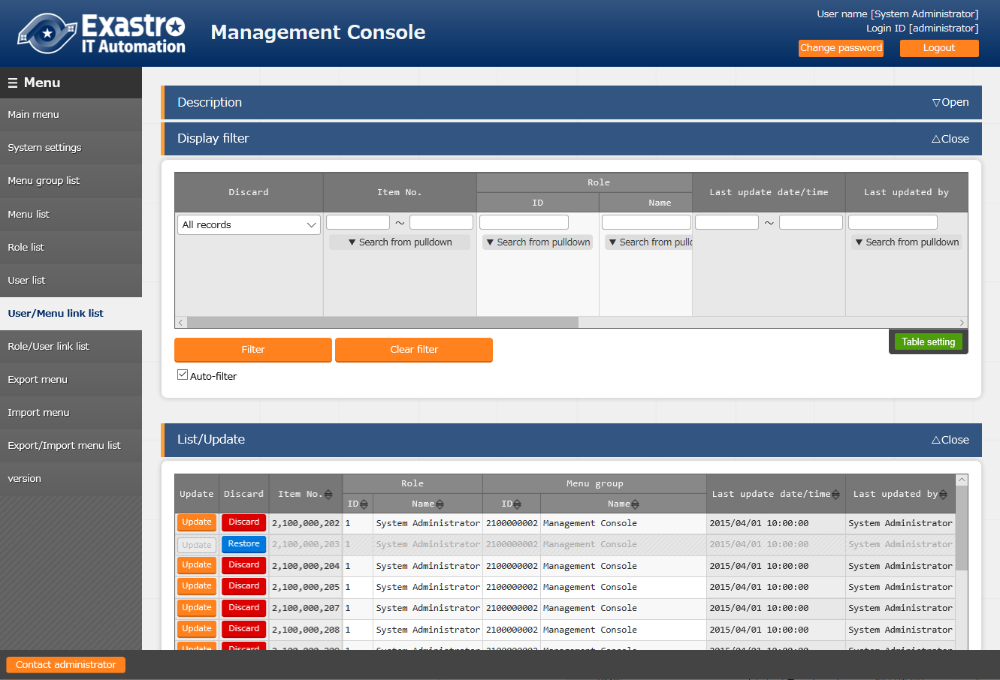 Exastro
IT Automation
Management Console
User name [System Administrator]
Login ID [administrator]
Change password
Logout
☰ Menu
Main menu
System settings
Menu group list
Menu list
Role list
User list
User/Menu link list
Role/User link list
Export menu
Import menu
Export/Import menu list
version
Description
▽Open
Display filter
△Close
Discard
Item No.
Role
ID
Name
Last update date/time
Last updated by
All records
～
～
▼ Search from pulldown
▼ Search from pulldown
▼ Search from pulld
▼ Search from pulldown
Filter
Clear filter
Table setting
Auto-filter
List/Update
△Close
Update Discard Item No. Role Menu group Last update date/time Last updated by
ID Name ID Name
Update Discard 2,100,000,202 1 System Administrator 2100000002 Management Console 2015/04/01 10:00:00 System Administrator
Update Restore 2,100,000,203 1 System Administrator 2100000002 Management Console 2015/04/01 10:00:00 System Administrator
Update Discard 2,100,000,204 1 System Administrator 2100000002 Management Console 2015/04/01 10:00:00 System Administrator
Update Discard 2,100,000,205 1 System Administrator 2100000002 Management Console 2015/04/01 10:00:00 System Administrator
Update Discard 2,100,000,207 1 System Administrator 2100000002 Management Console 2015/04/01 10:00:00 System Administrator
Update Discard 2,100,000,208 1 System Administrator 2100000002 Management Console 2015/04/01 10:00:00 System Administrator
Update Discard
Contact administrator